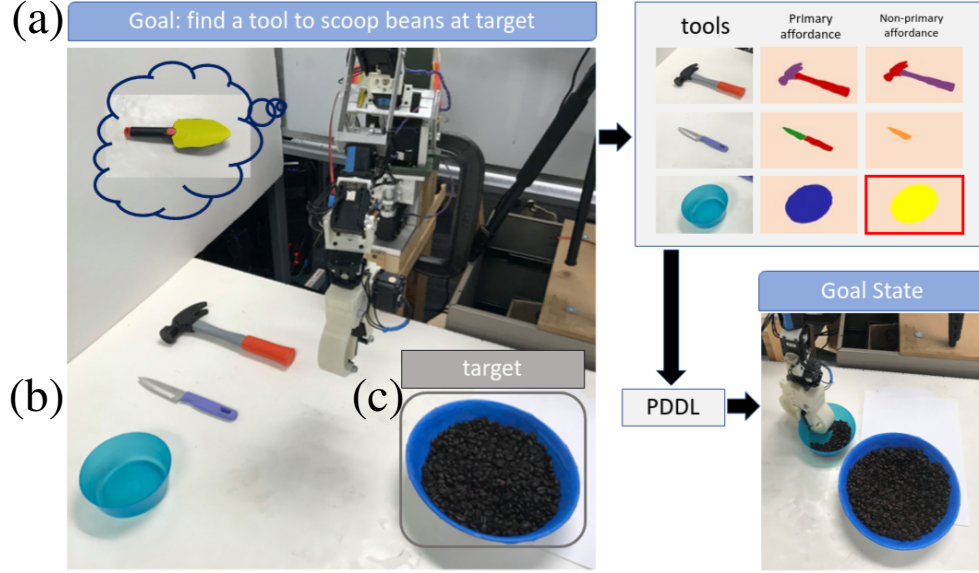 (a)
Goal: find a tool to scoop beans at target
tools
Primary
affordance
Non-primary
affordance
Goal State
(b)
(c)
target
PDDL